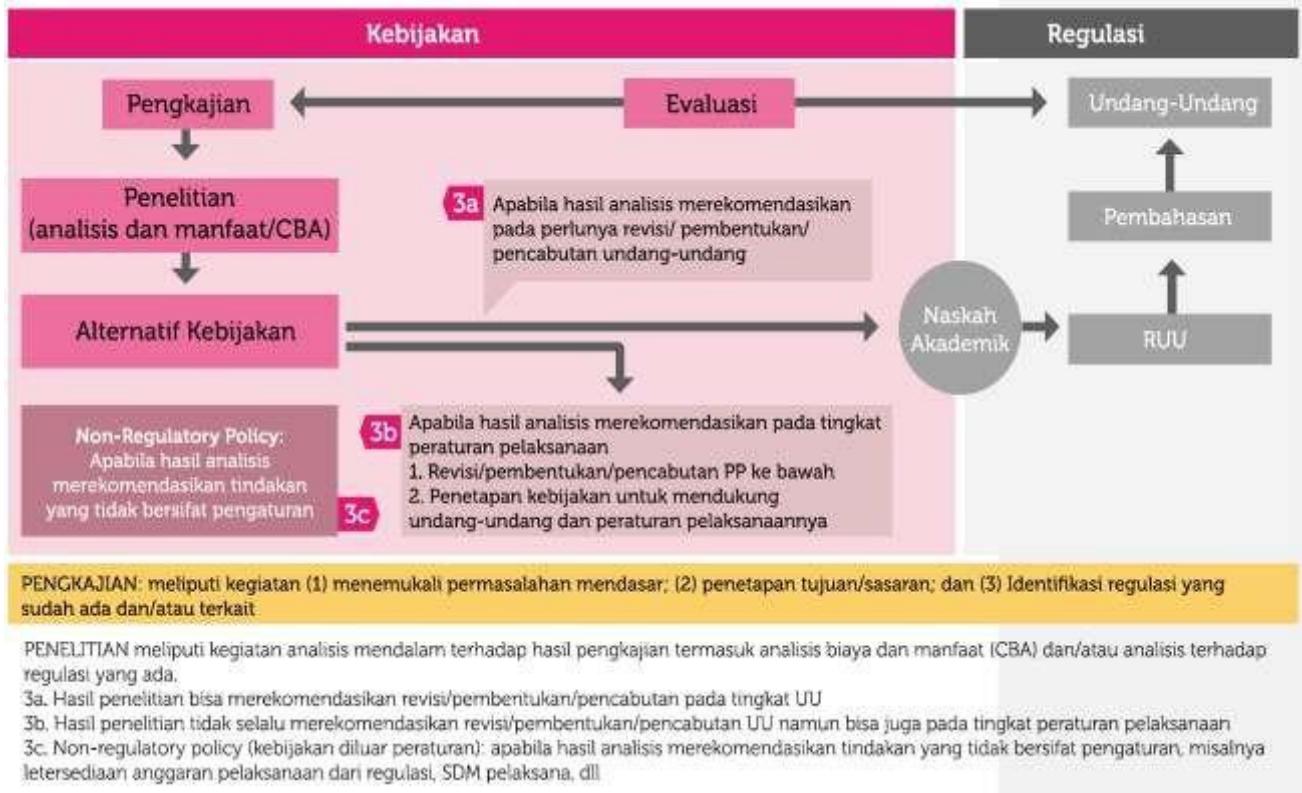 Kebijakan
Regulasi
Pengkajian
Evaluasi
Undang-Undang
Penelitian
(analisis dan manfaat/CBA)
3a
Apabila hasil analisis merekomendasikan
pada perlunya revisi/ pembentukan/
pencabutan undang-undang
Pembahasan
Alternatif Kebijakan
Naskah
Akademik
RUU
Non-Regulatory Policy:
Apabila hasil analisis
merekomendasikan tindakan
yang tidak bersifat pengaturan
3c
3b
Apabila hasil analisis merekomendasikan pada tingkat
peraturan pelaksanaan
1. Revisi/pembentukan/pencabutan PP ke bawah
2. Penetapan kebijakan untuk mendukung
undang-undang dan peraturan pelaksanaannya
PENGKAJIAN: meliputi kegiatan (1) menemukali permasalahan mendasar; (2) penetapan tujuan/sasaran; dan (3) Identifikasi regulasi yang
sudah ada dan/atau terkait
PENELITIAN meliputi kegiatan analisis mendalam terhadap hasil pengkajian termasuk analisis biaya dan manfaat (CBA) dan/atau analisis terhadap
regulasi yang ada.
3a. Hasil penelitian bisa merekomendasikan revisi/pembentukan/pencabutan pada tingkat UU
3b. Hasil penelitian tidak selalu merekomendasikan revisi/pembentukan/pencabutan UU namun bisa juga pada tingkat peraturan pelaksanaan
3c. Non-regulatory policy (kebijakan diluar peraturan): apabila hasil analisis merekomendasikan tindakan yang tidak bersifat pengaturan, misalnya
letersediaan anggaran pelaksanaan dari regulasi, SDM pelaksana, dll